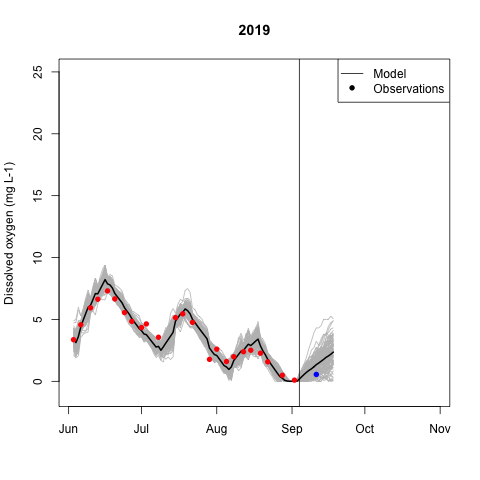 2019
Model
Observations
Dissolved oxygen (mg L-1)
25
20
15
10
5
0
Jun Jul Aug Sep Oct Nov